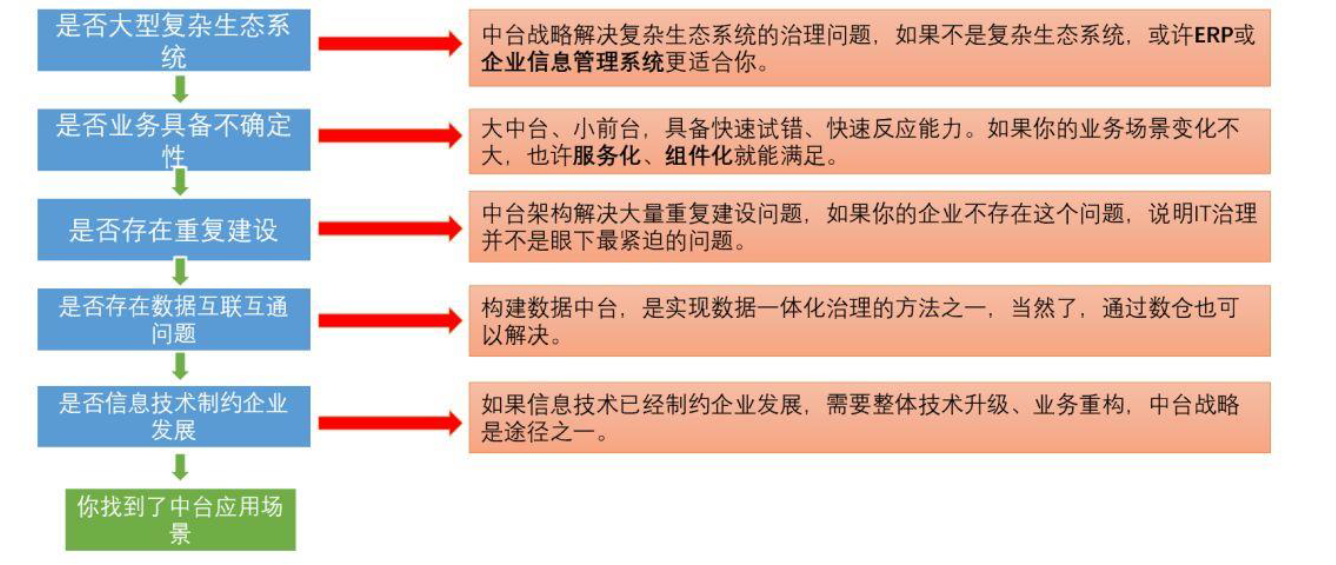 是否大型复杂生态系
统
中台战略解决复杂生态系统的治理问题，如果不是复杂生态系统，或许ERP或
企业信息管理系统更适合你。
是否业务具备不确定
性
大中台、小前台，具备快速试错、快速反应能力。如果你的业务场景变化不
大，也许服务化、组件化就能满足。
是否存在重复建设
中台架构解决大量重复建设问题，如果你的企业不存在这个问题，说明IT治理
并不是眼下最紧迫的问题。
是否存在数据互联互通
问题
构建数据中台，是实现数据一体化治理的方法之一，当然了，通过数仓也可
以解决。
是否信息技术制约企业
发展
如果信息技术已经制约企业发展，需要整体技术升级、业务重构，中台战略
是途径之一。
你找到了中台应用场
景